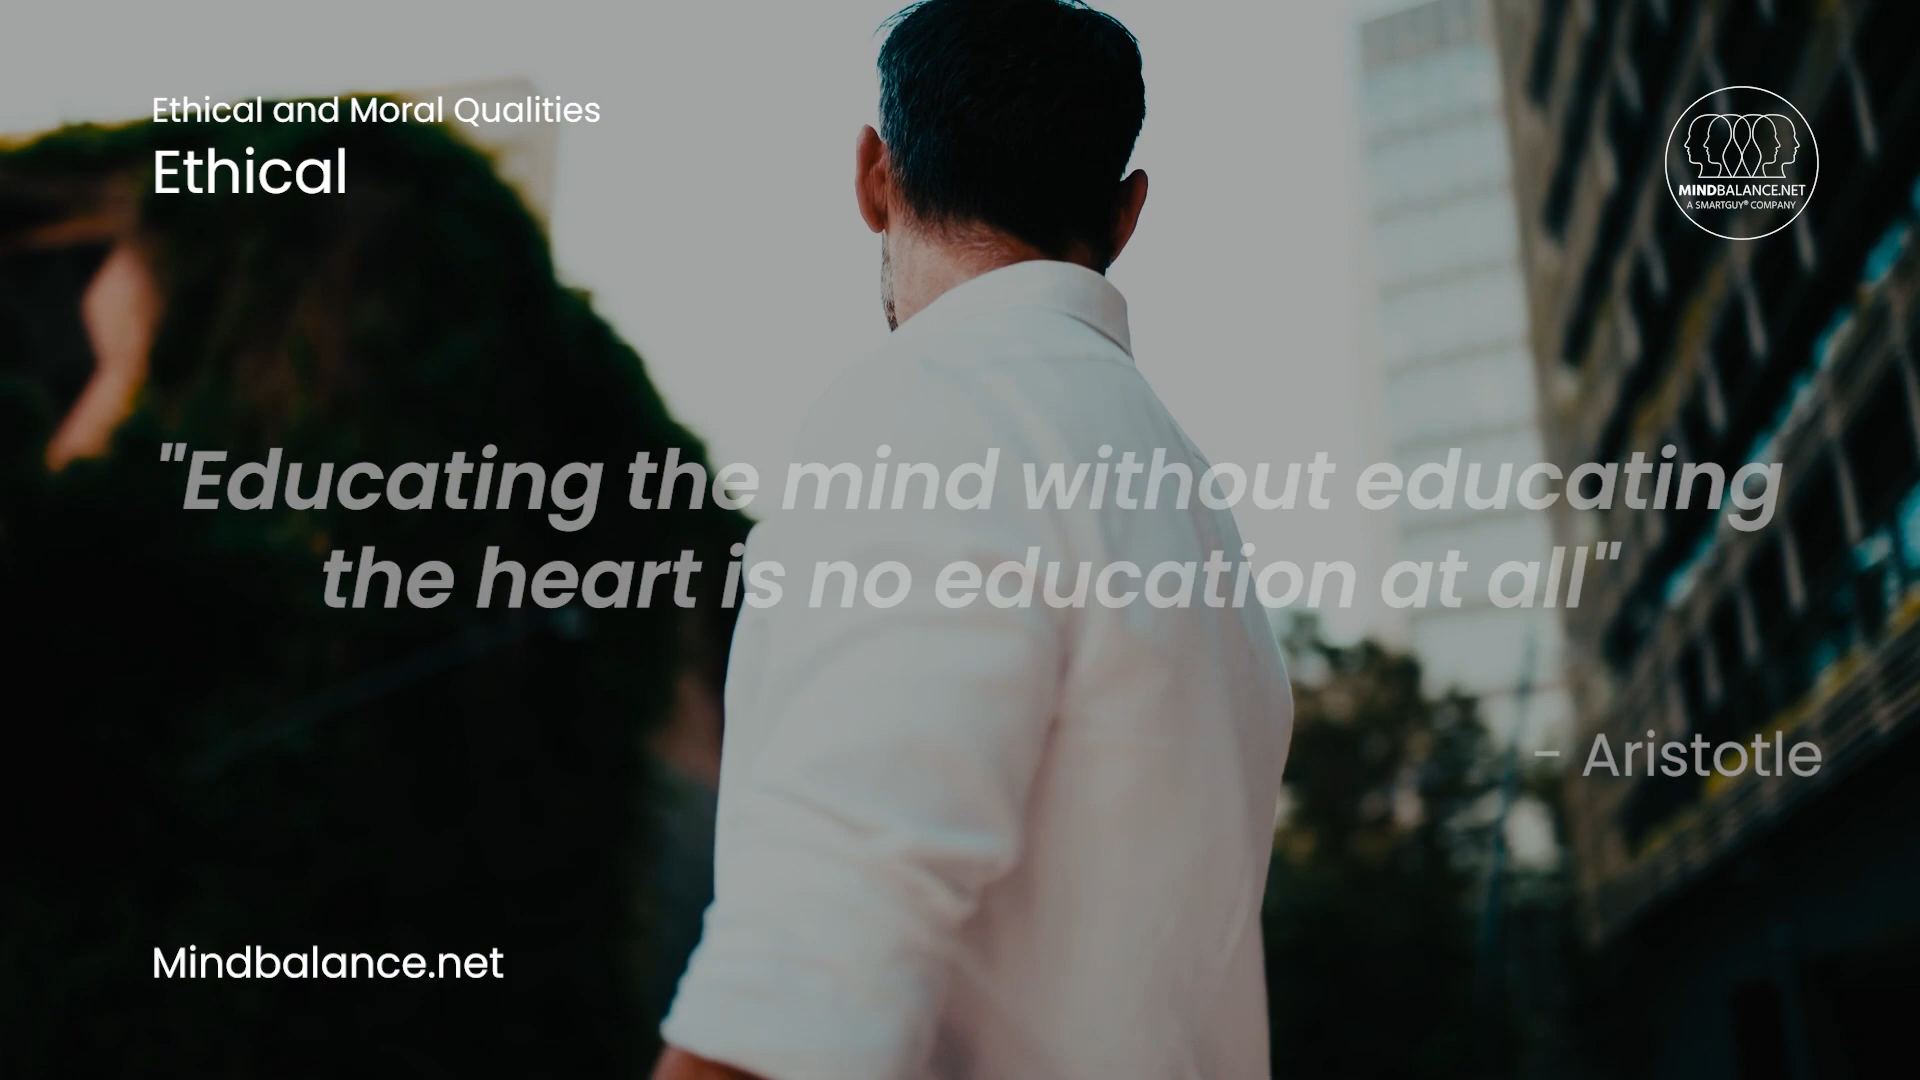 Ethical and Moral Qualities
Ethical
MINDBALANCE.NET
A SMARTGUY® COMPANY
"Educating the mind without educating
the heart is no education at all"
- Aristotle
Mindbalance.net